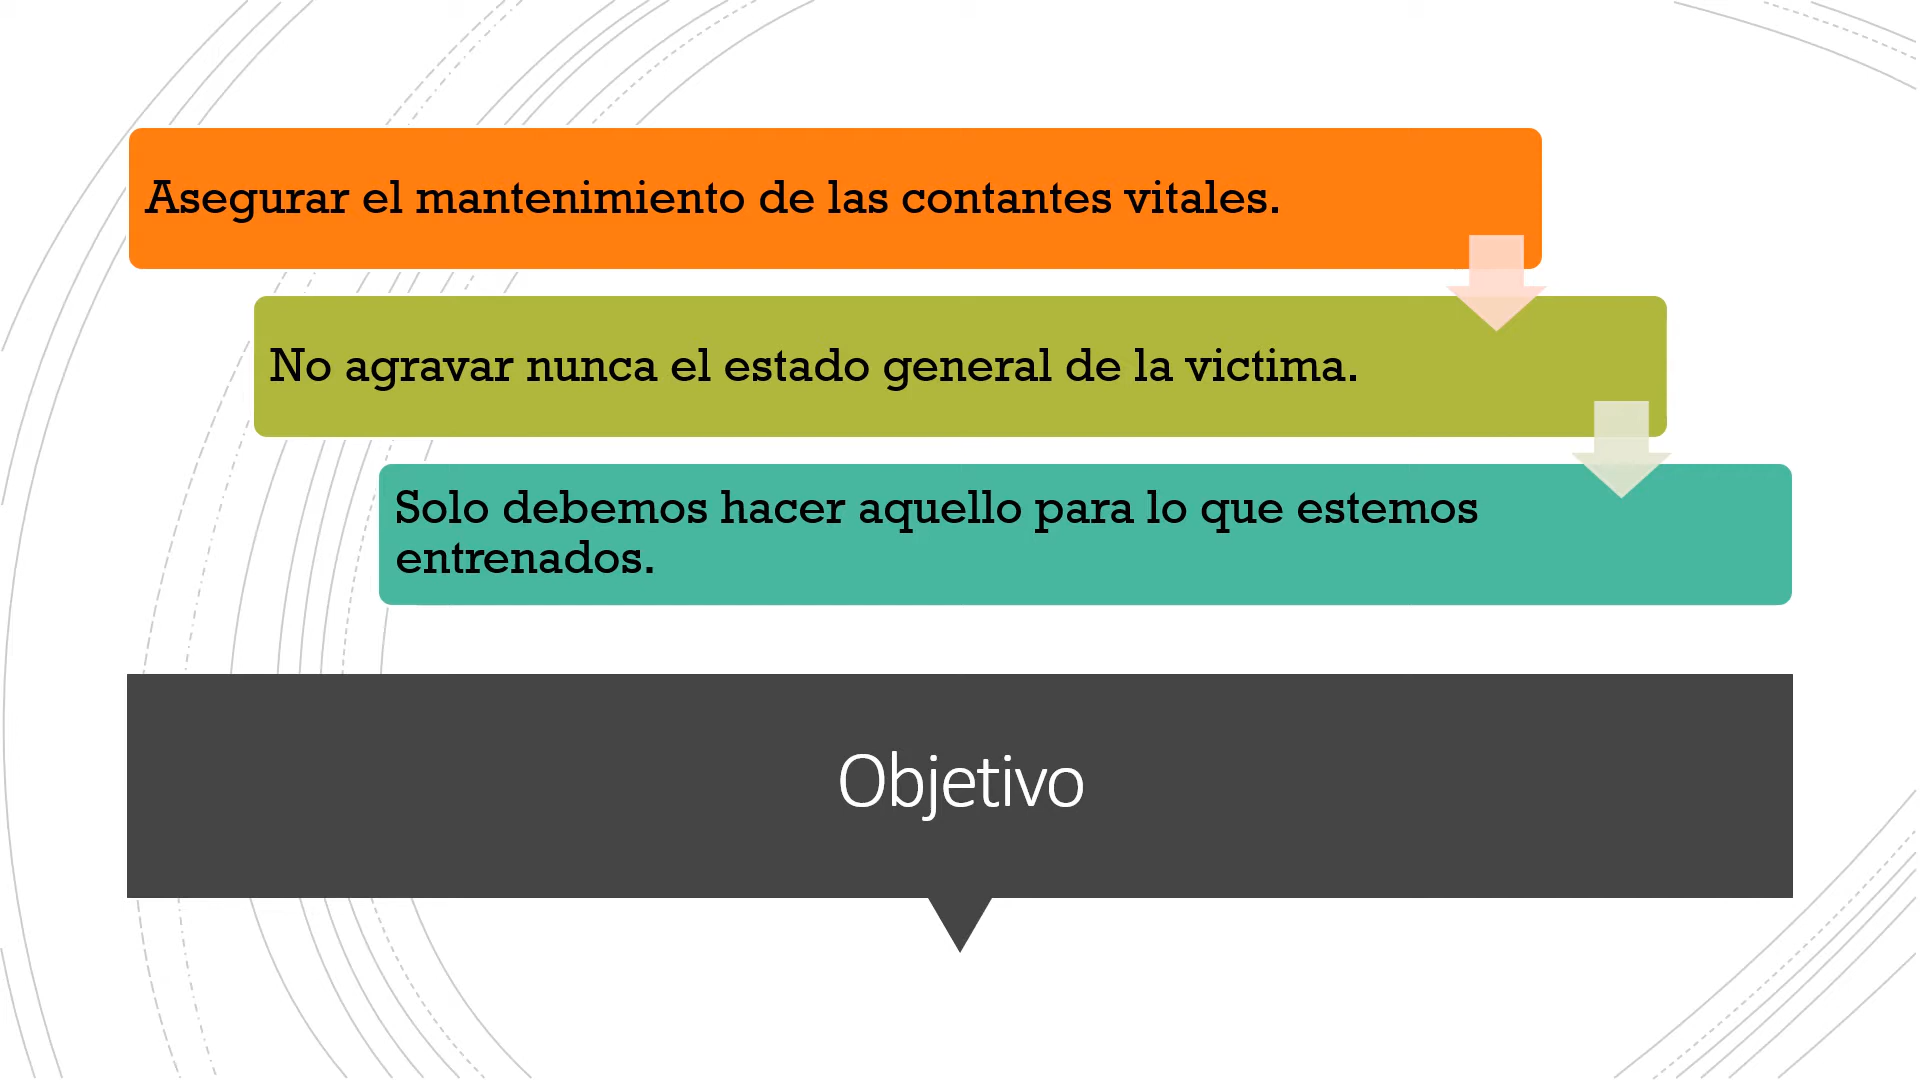 Asegurar el mantenimiento de las contantes vitales.
No agravar nunca el estado general de la victima.
Solo debemos hacer aquello para lo que estemos
entrenados.
Objetivo